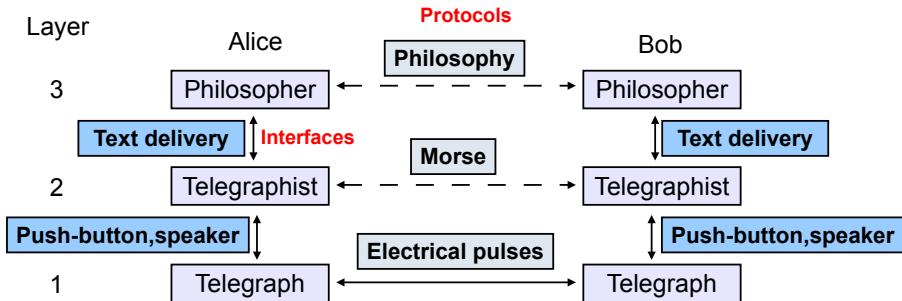 Protocols
Layer
Alice
Bob
Philosophy
3
Philosopher
Philosopher
Text delivery
Interfaces
Text delivery
Morse
2
Telegraphist
Telegraphist
Push-button,speaker
Push-button,speaker
Electrical pulses
1
Telegraph
Telegraph